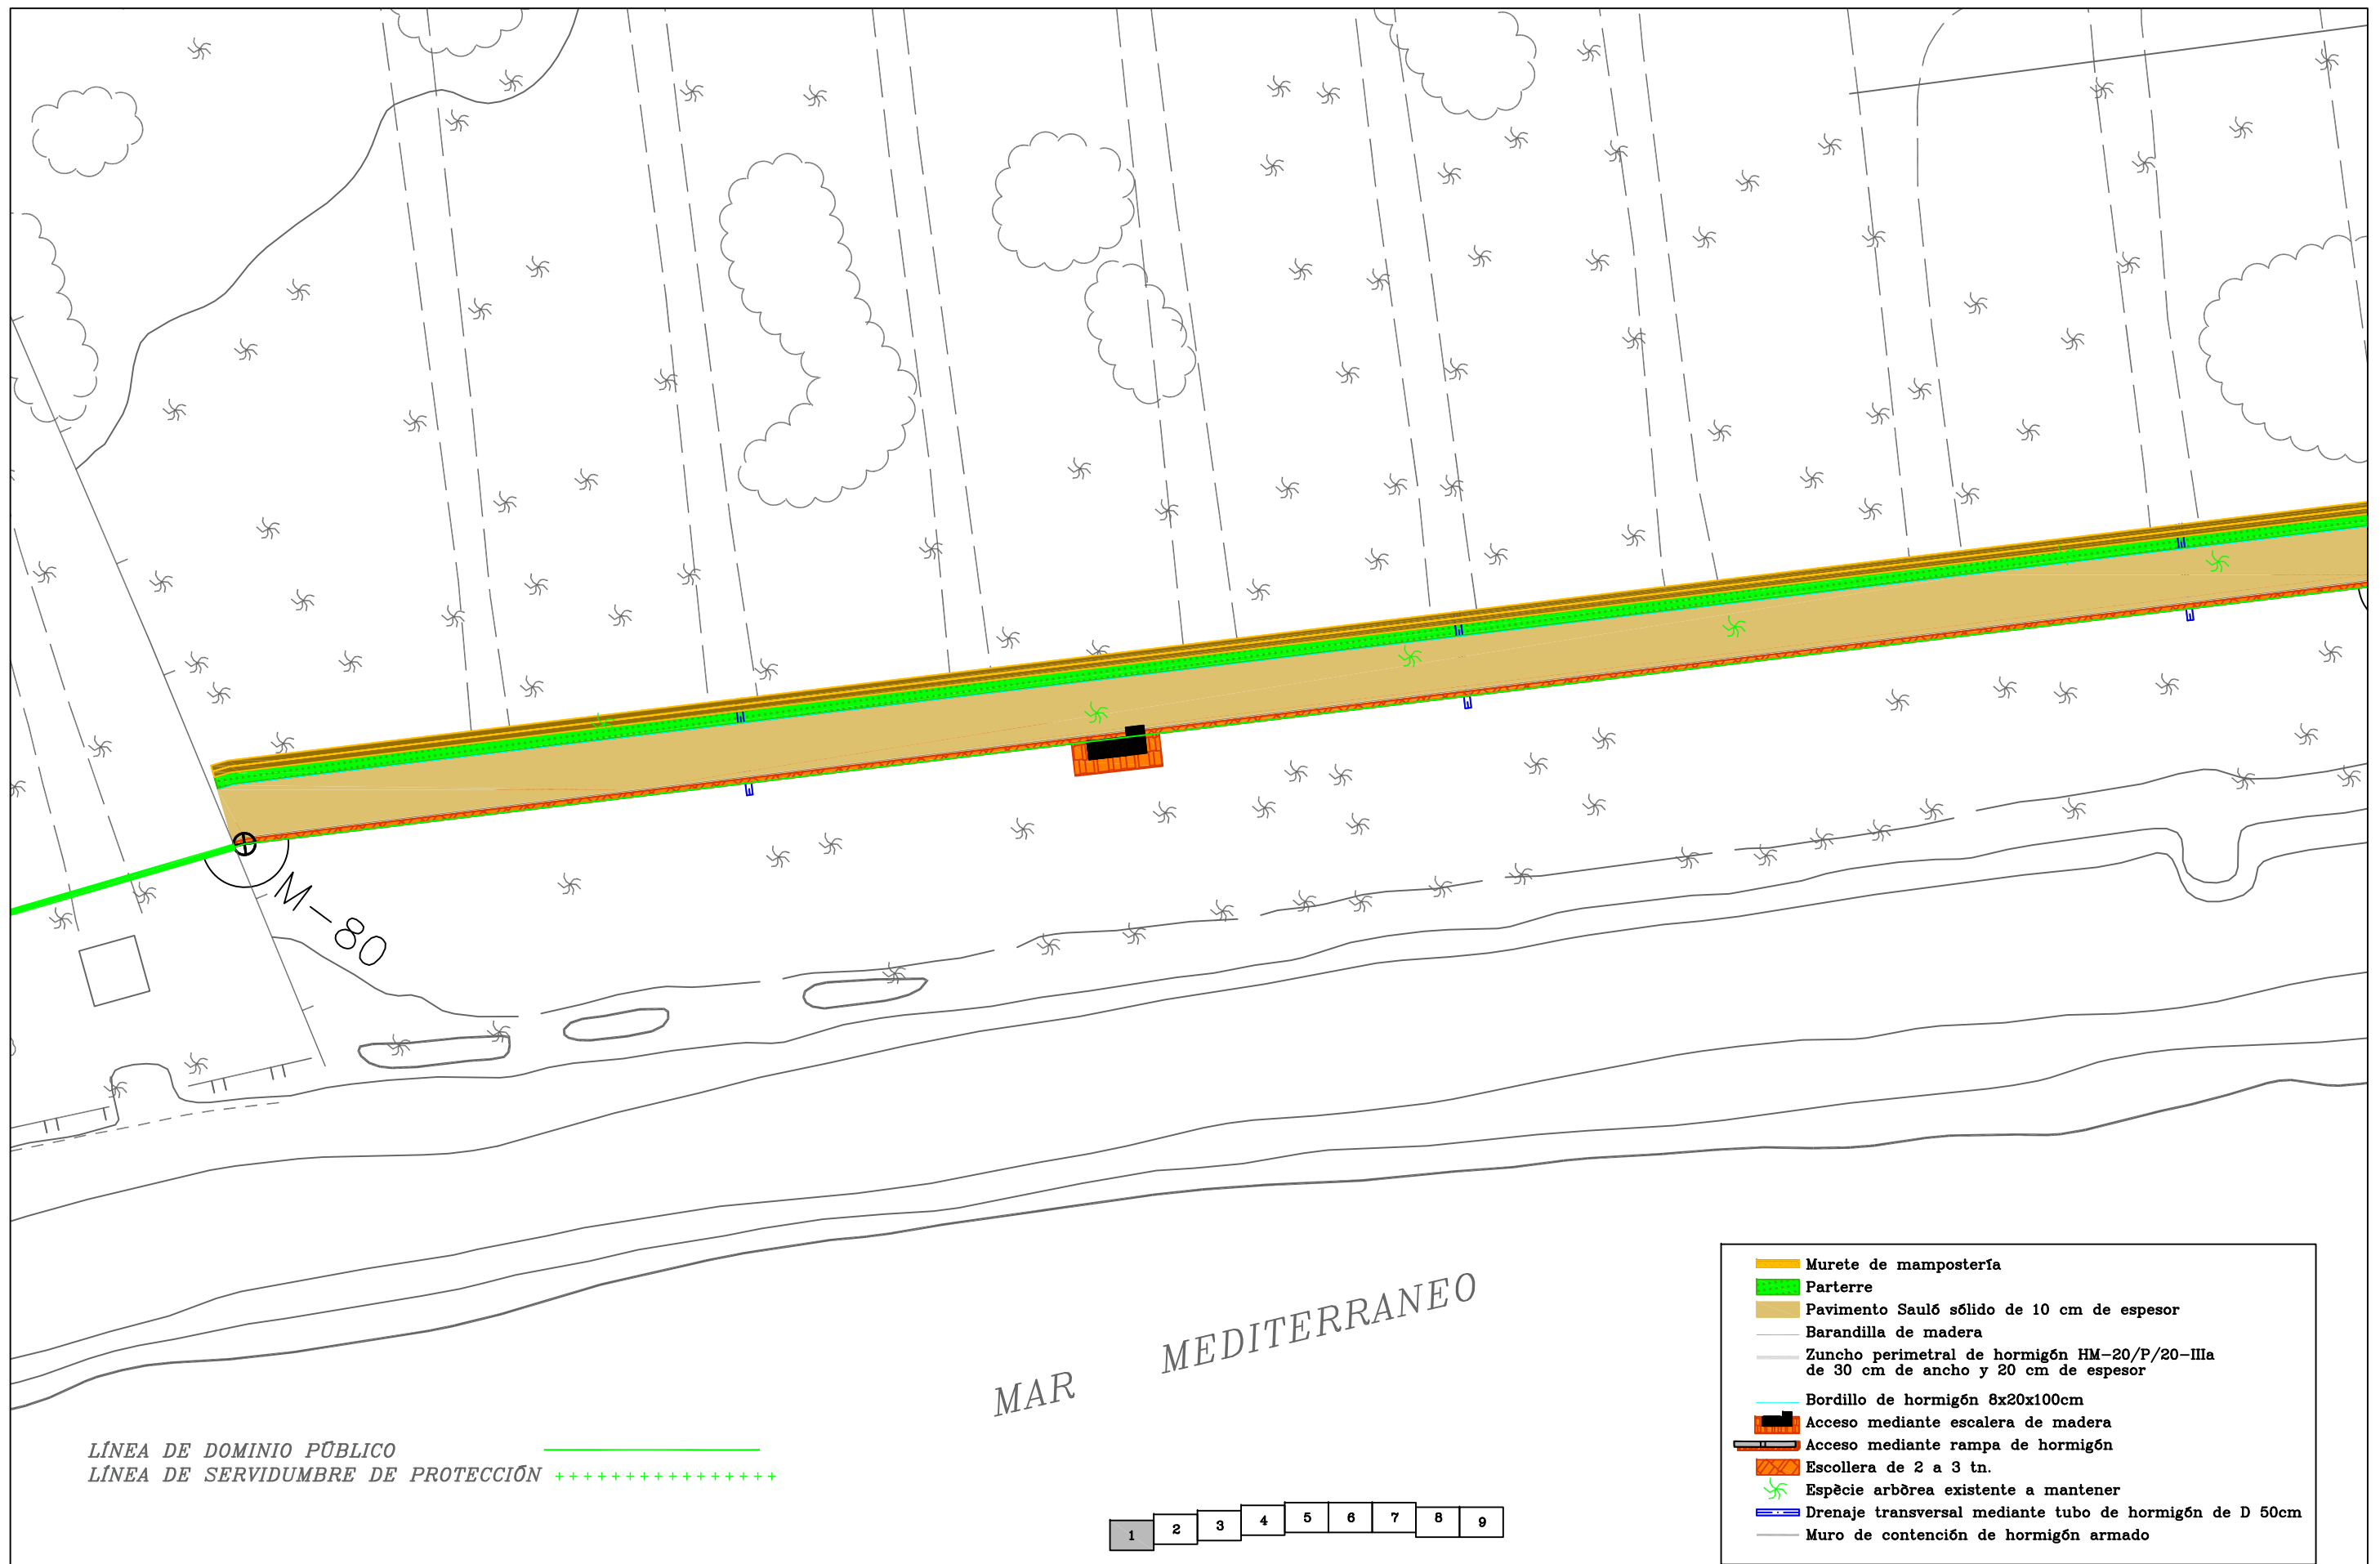 M-80
MAR MEDITERRANEO
Murete de mampostería
Parterre
Pavimento Sauló sólido de 10 cm de espesor
Barandilla de madera
Zuncho perimetral de hormigón HM-20/P/20-IIIa
de 30 cm de ancho y 20 cm de espesor
Bordillo de hormigón 8x20x100cm
Acceso mediante escalera de madera
Acceso mediante rampa de hormigón
Escollera de 2 a 3 tn.
Espècie arbòrea existente a mantener
Drenaje transversal mediante tubo de hormigón de D 50cm
Muro de contención de hormigón armado
LÍNEA DE DOMINIO PÚBLICO
LÍNEA DE SERVIDUMBRE DE PROTECCIÓN
1 2 3 4 5 6 7 8 9